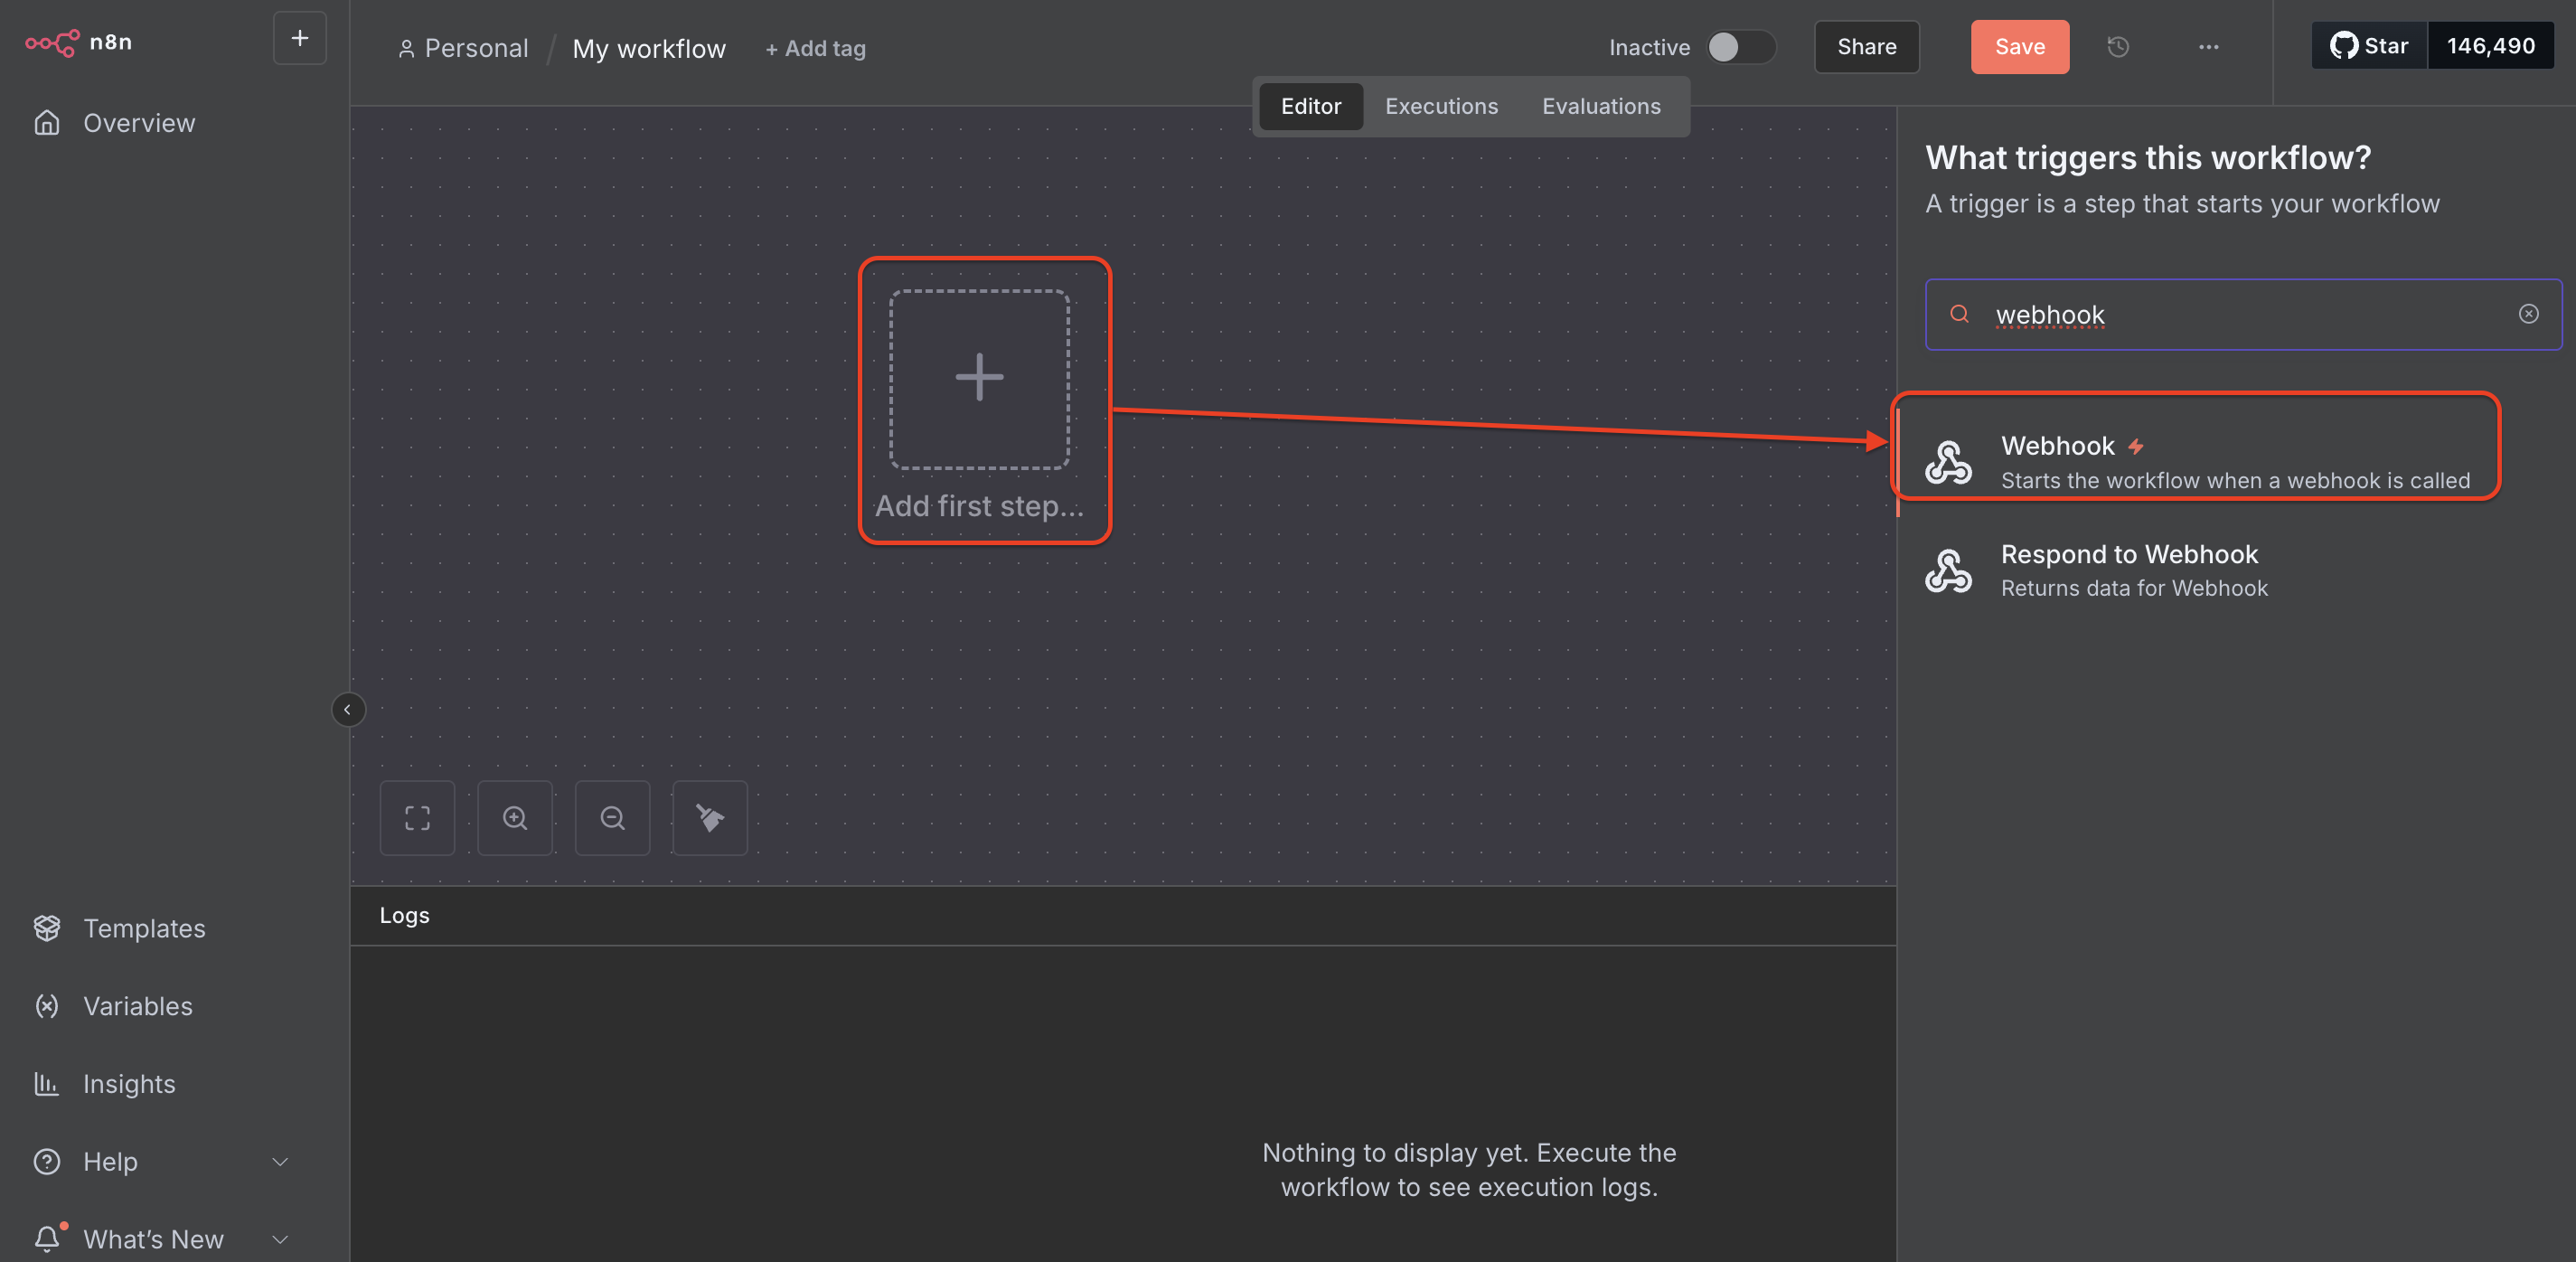 n8n
Overview
Templates
Variables
Insights
Help
What's New
Personal / My workflow + Add tag
Inactive
Share
Save
Star 146,490
Editor Executions Evaluations
Add first step...
Logs
Nothing to display yet. Execute the
workflow to see execution logs.
What triggers this workflow?
A trigger is a step that starts your workflow
webhook
Webhook
Starts the workflow when a webhook is called
Respond to Webhook
Returns data for Webhook